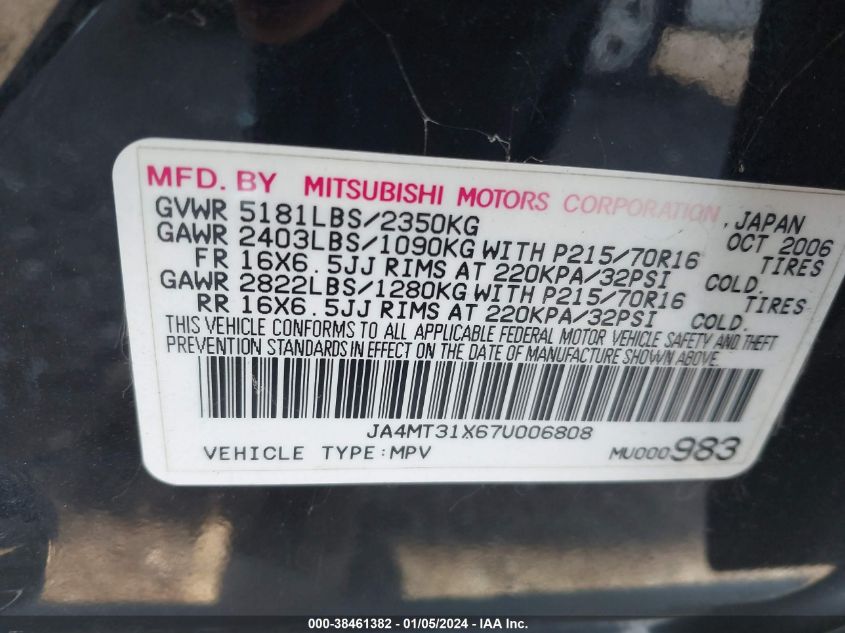 MFD. BY MITSUBISHI MOTORS CORPORATION, JAPAN
GVWR 5181LBS/2350KG OCT 2006
GAWR 2403LBS/1090KG WITH P215/70R16 TIRES
FR 16X6.5JJ RIMS AT 220KPA/32PSI COLD.
GAWR 2822LBS/1280KG WITH P215/70R16 TIRES
RR 16X6.5JJ RIMS AT 220KPA/32PSI COLD.
THIS VEHICLE CONFORMS TO ALL APPLICABLE FEDERAL MOTOR VEHICLE SAFETY AND THEFT
PREVENTION STANDARDS IN EFFECT ON THE DATE OF MANUFACTURE SHOWN ABOVE.
JA4MT31X67U006808
VEHICLE TYPE:MPV MU000983
000-38461382 - 01/05/2024 - IAA Inc.